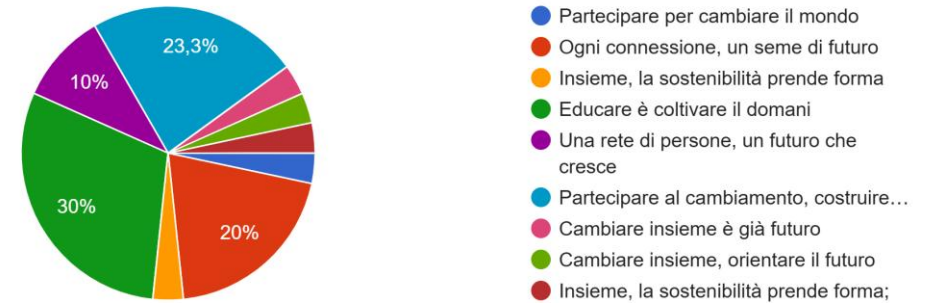 23,3%
10%
30%
20%
Partecipare per cambiare il mondo
Ogni connessione, un seme di futuro
Insieme, la sostenibilità prende forma
Educare è coltivare il domani
Una rete di persone, un futuro che
cresce
Partecipare al cambiamento, costruire…
Cambiare insieme è già futuro
Cambiare insieme, orientare il futuro
Insieme, la sostenibilità prende forma;